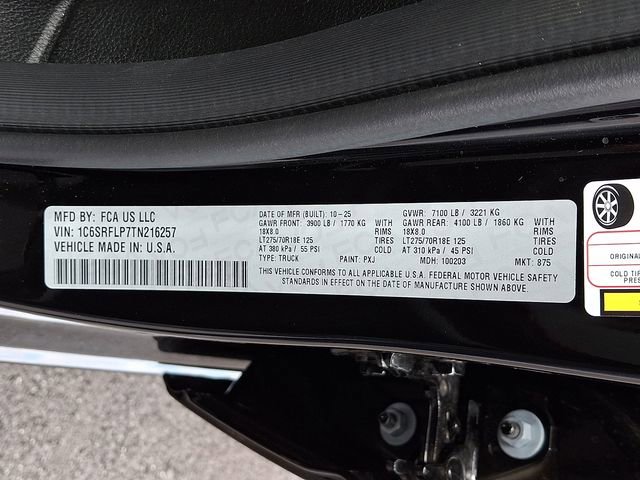 MFD BY: FCA US LLC
VIN: 1C6SRFLP7TN216257
VEHICLE MADE IN U.S.A.
DATE OF MFR (BUILT): 10-25
GAWR FRONT: 3900 LB / 1770 KG WITH
18X8.0 RIMS
LT275/70R18E 125 TIRES
AT 380 kPa / 55 PSI COLD
TYPE: TRUCK PAINT: PXJ
GVWR: 7100 LB / 3221 KG
GAWR REAR: 4100 LB / 1860 KG WITH
18X8.0 RIMS
LT275/70R18E 125 TIRES
AT 310 kPa / 45 PSI COLD
MDH: 100203 MKT: 875
THIS VEHICLE CONFORMS TO ALL APPLICABLE U.S.A. FEDERAL MOTOR VEHICLE SAFETY
STANDARDS IN EFFECT ON THE DATE OF MANUFACTURE SHOWN ABOVE.
ORIGINAL
COLD